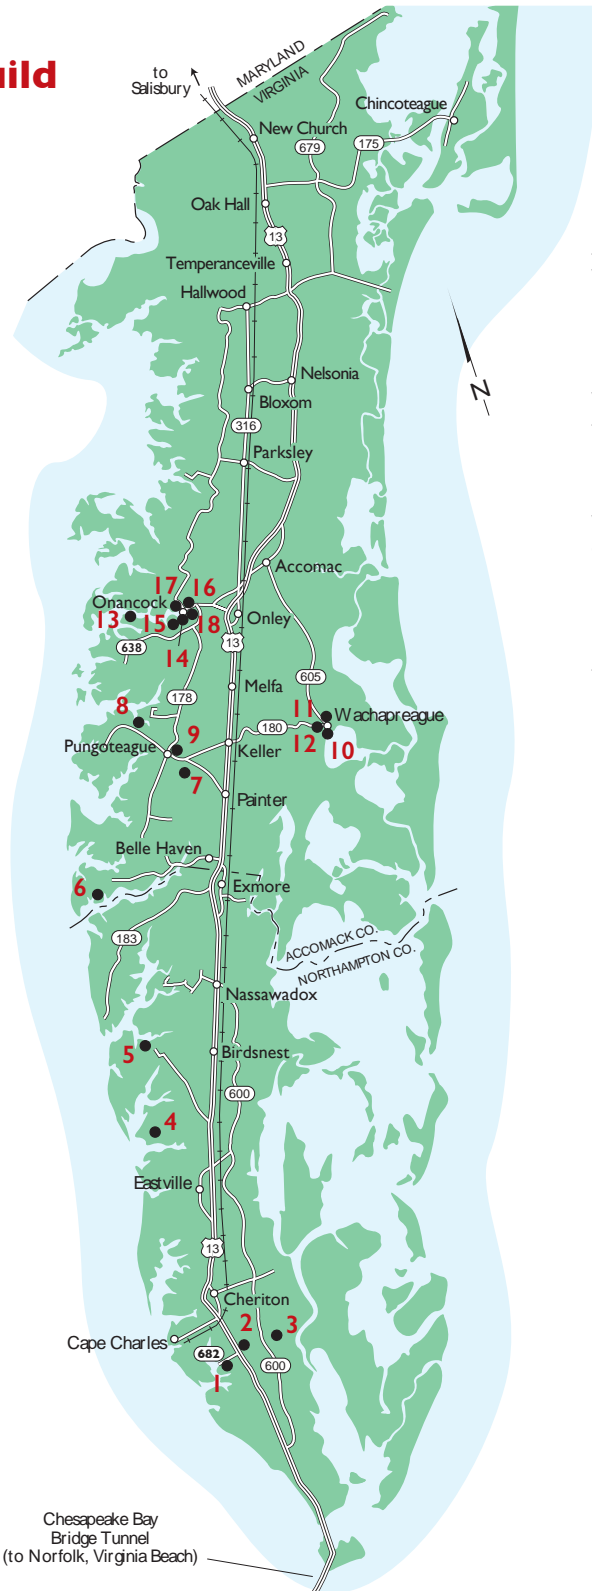 uild
to
Salisbury
MARYLAND
VIRGINIA
Chincoteague
New Church
679
175
Oak Hall
13
Temperanceville
Hallwood
N
Nelsonia
Bloxom
316
Parksley
Accomac
17
16
Onancock
13
15
18
Onley
638
14
13
605
178
Melfa
8
11
Wachapreague
180
9
12
10
Pungoteague
Keller
7
Painter
Belle Haven
6
Exmore
183
ACCOMACK CO.
NORTHAMPTON CO.
Nassawadox
5
Birdsnest
600
4
Eastville
13
Cheriton
2
3
Cape Charles
682
600
1
Chesapeake Bay
Bridge Tunnel
(to Norfolk, Virginia Beach)